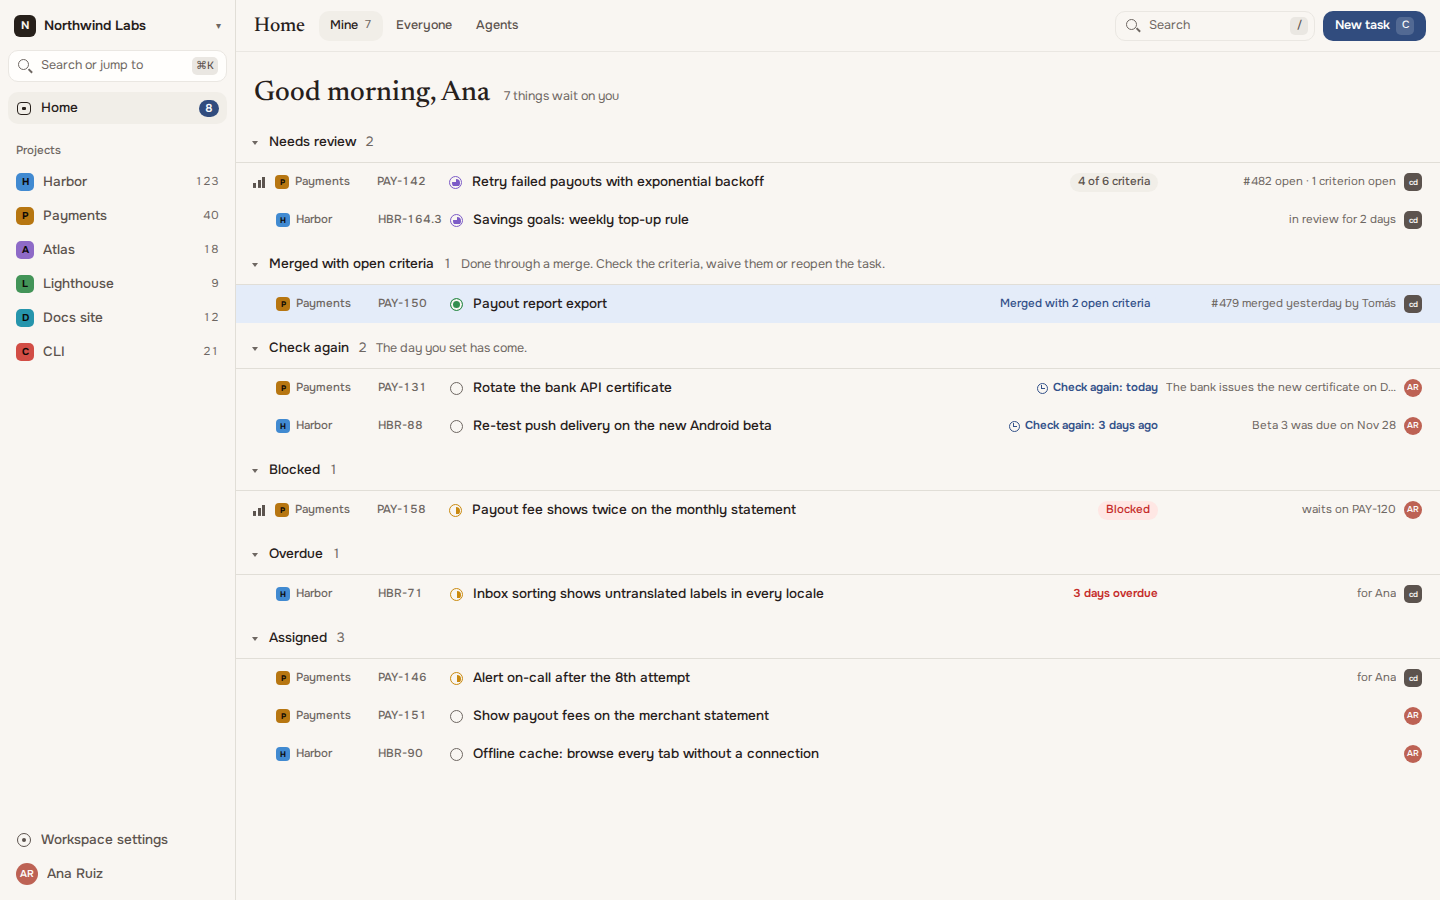 N Northwind Labs
Search or jump to ⌘K
Home 8
Projects
H Harbor 123
P Payments 40
A Atlas 18
L Lighthouse 9
D Docs site 12
C CLI 21
Workspace settings
AR Ana Ruiz
Home Mine 7 Everyone Agents Search / New task C
Good morning, Ana 7 things wait on you
Needs review 2
P Payments PAY-142 Retry failed payouts with exponential backoff 4 of 6 criteria #482 open · 1 criterion open cd
H Harbor HBR-164.3 Savings goals: weekly top-up rule in review for 2 days cd
Merged with open criteria 1 Done through a merge. Check the criteria, waive them or reopen the task.
P Payments PAY-150 Payout report export Merged with 2 open criteria #479 merged yesterday by Tomás cd
Check again 2 The day you set has come.
P Payments PAY-131 Rotate the bank API certificate Check again: today The bank issues the new certificate on D... AR
H Harbor HBR-88 Re-test push delivery on the new Android beta Check again: 3 days ago Beta 3 was due on Nov 28 AR
Blocked 1
P Payments PAY-158 Payout fee shows twice on the monthly statement Blocked waits on PAY-120 AR
Overdue 1
H Harbor HBR-71 Inbox sorting shows untranslated labels in every locale 3 days overdue for Ana cd
Assigned 3
P Payments PAY-146 Alert on-call after the 8th attempt for Ana cd
P Payments PAY-151 Show payout fees on the merchant statement AR
H Harbor HBR-90 Offline cache: browse every tab without a connection AR